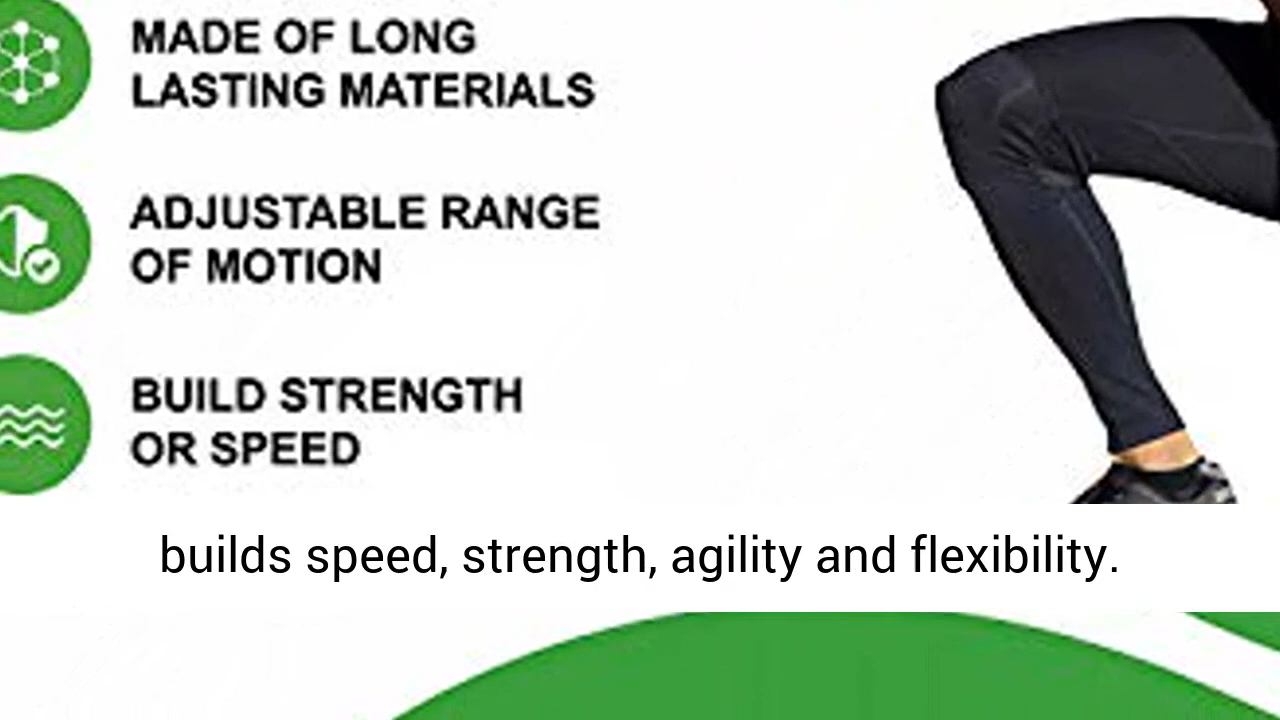 MADE OF LONG
LASTING MATERIALS
ADJUSTABLE RANGE
OF MOTION
BUILD STRENGTH
OR SPEED
builds speed, strength, agility and flexibility.